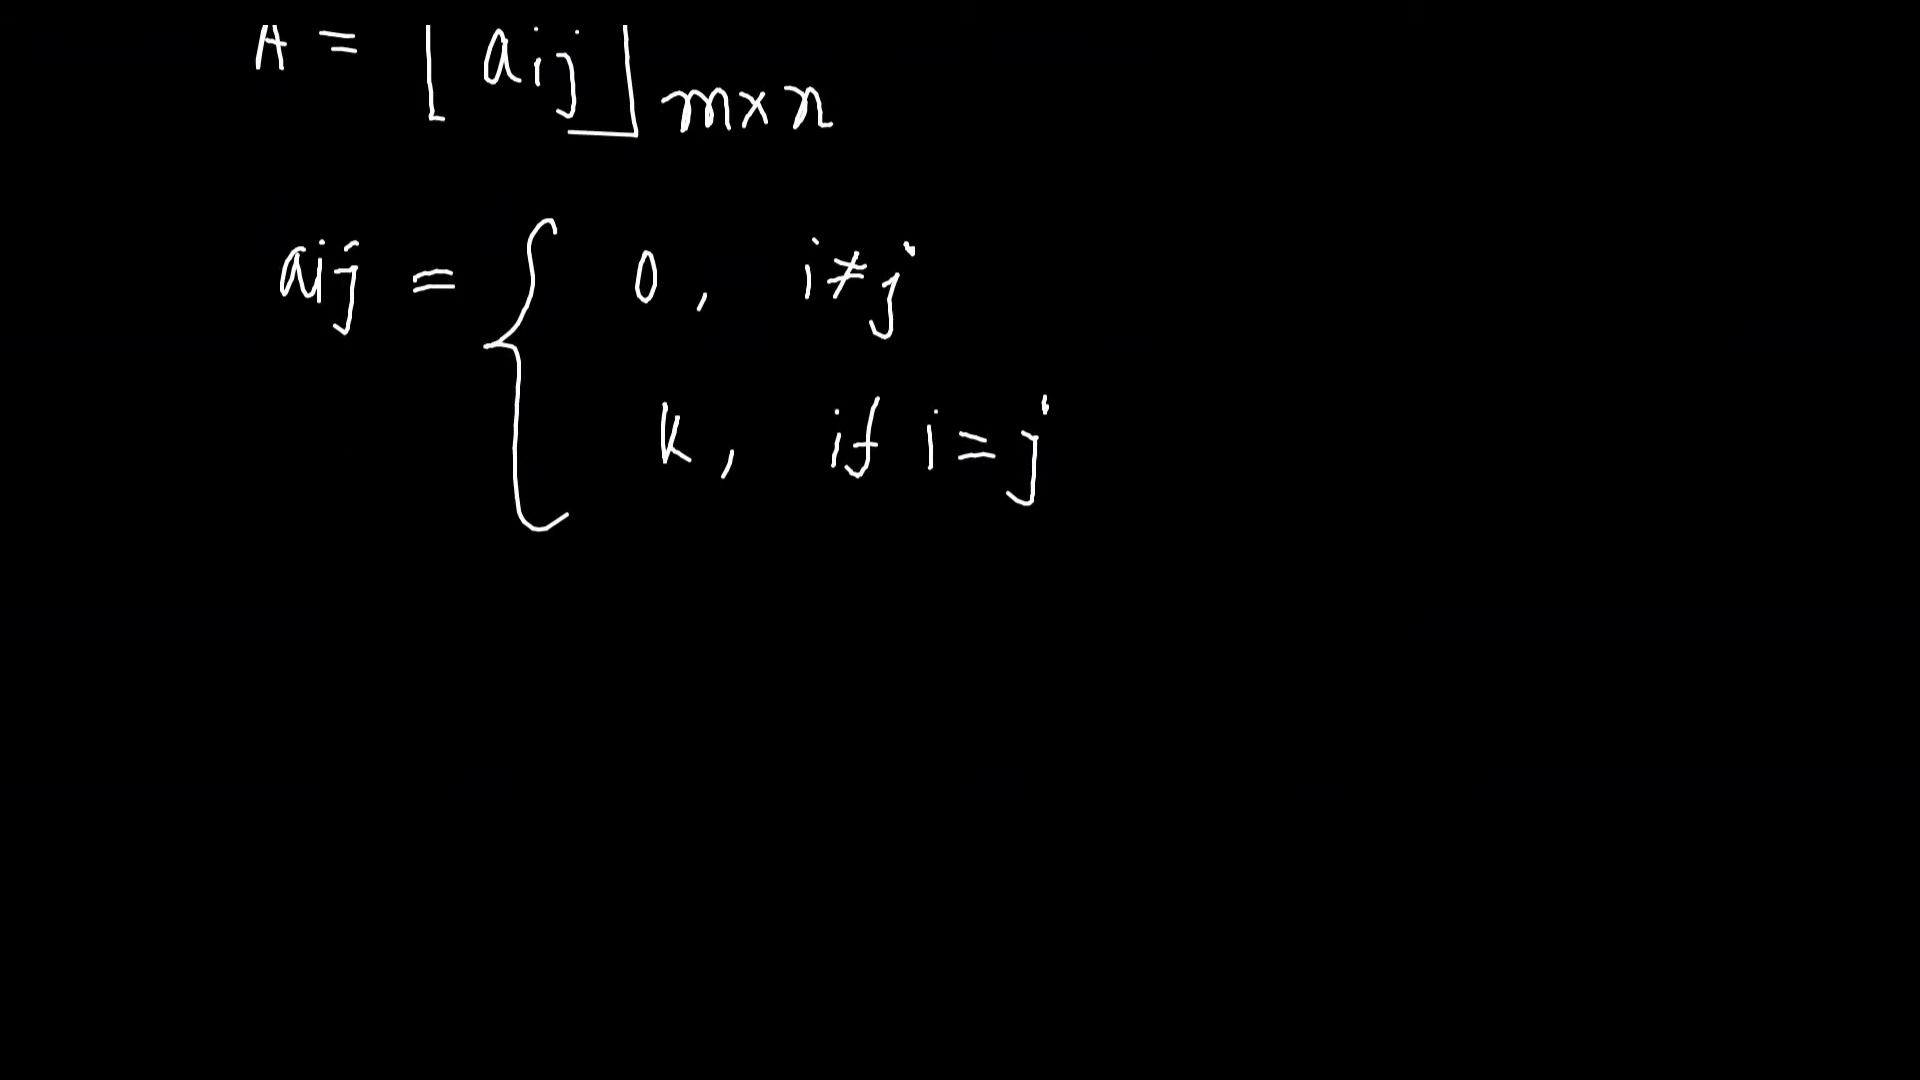 A = [ aij ] m×n
aij = { 0, i≠j
k, if i=j